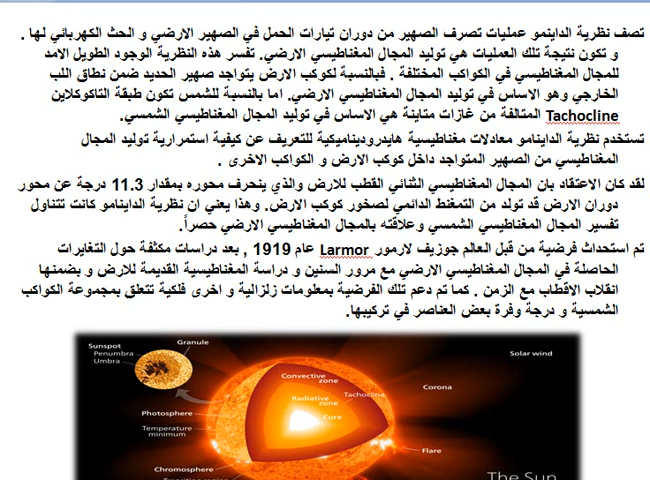 تصف نظرية الداينمو عمليات تصرف الصهير من دوران تيارات الحمل في الصهير الارضي و الحث الكهربائي لها .
و تكون نتيجة تلك العمليات هي توليد المجال المغناطيسي الارضي. تفسر هذه النظرية الوجود الطويل الامد
للمجال المغناطيسي في الكواكب المختلفة . فبالنسبة لكوكب الارض يتواجد صهير الحديد ضمن نطاق اللب
الخارجي وهو الاساس في توليد المجال المغناطيسي الارضي. اما بالنسبة للشمس تكون طبقة التاكوكلاين
Tachocline المتالفة من غازات متاينة هي الاساس في توليد المجال المغناطيسي الشمسي.
تستخدم نظرية الداينامو معادلات مغناطيسية هايدروديناميكية للتعريف عن كيفية استمرارية توليد المجال
المغناطيسي من الصهير المتواجد داخل كوكب الارض و الكواكب الاخرى .
لقد كان الاعتقاد بان المجال المغناطيسي الثنائي القطب للارض والذي ينحرف محوره بمقدار 11.3 درجة عن محور
دوران الارض قد تولد من التمغنط الدائمي لصخور كوكب الارض. وهذا يعني ان نظرية الداينامو كانت تتناول
تفسير المجال المغناطيسي الشمسي وعلاقته بالمجال المغناطيسي الارضي حصراً.
تم استحداث فرضية من قبل العالم جوزيف لارمور Larmor عام 1919 , بعد دراسات مكثفة حول التغايرات
الحاصلة في المجال المغناطيسي الارضي مع مرور السنين و دراسة المغناطيسية القديمة للارض و بضمنها
انقلاب الاقطاب مع الزمن . كما تم دعم تلك الفرضية بمعلومات زلزالية و اخرى فلكية تتعلق بمجموعة الكواكب
الشمسية و درجة وفرة بعض العناصر في تركيبها.
Sunspot
Penumbra
Umbra
Granule
Solar wind
Convective
zone
Radiative
zone
Tachocline
Core
Corona
Photosphere
Temperature
minimum
Flare
Chromosphere
Transition region
The Sun